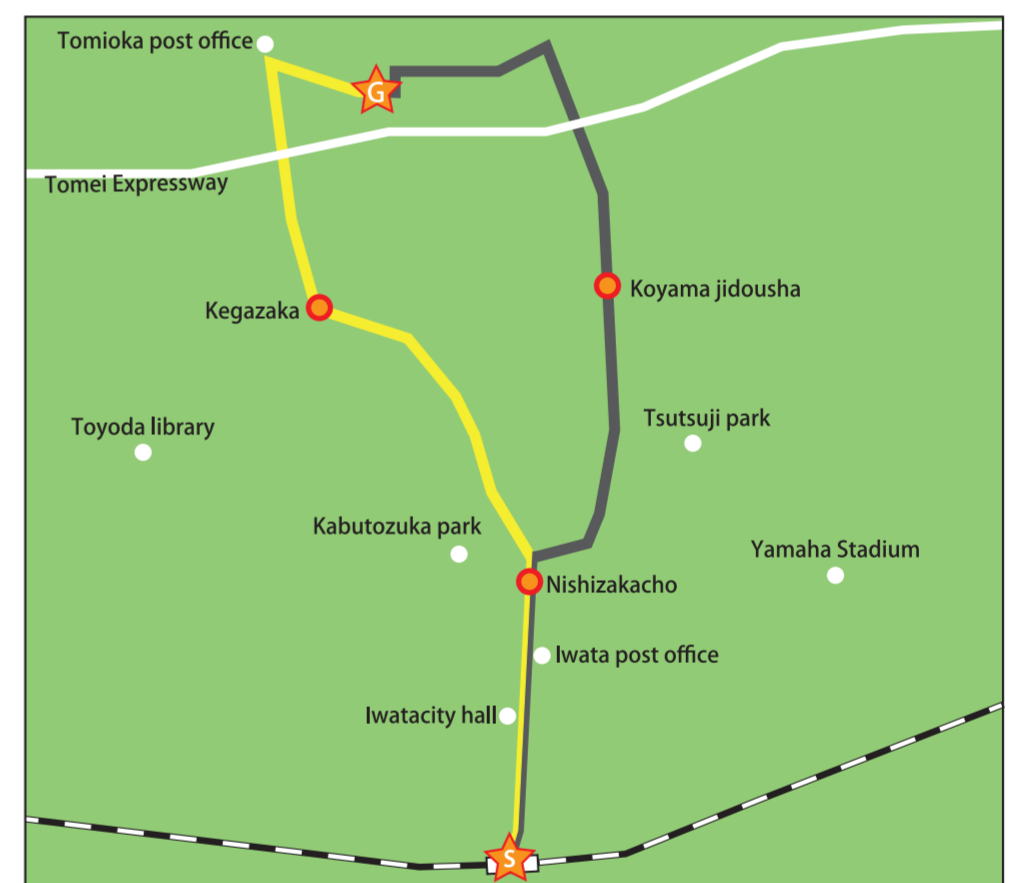 Tomioka post office
G
Tomei Expressway
Koyama jidousha
Kegazaka
Tsutsuji park
Toyoda library
Kabutozuka park
Yamaha Stadium
Nishizakacho
Iwata post office
Iwatacity hall
S